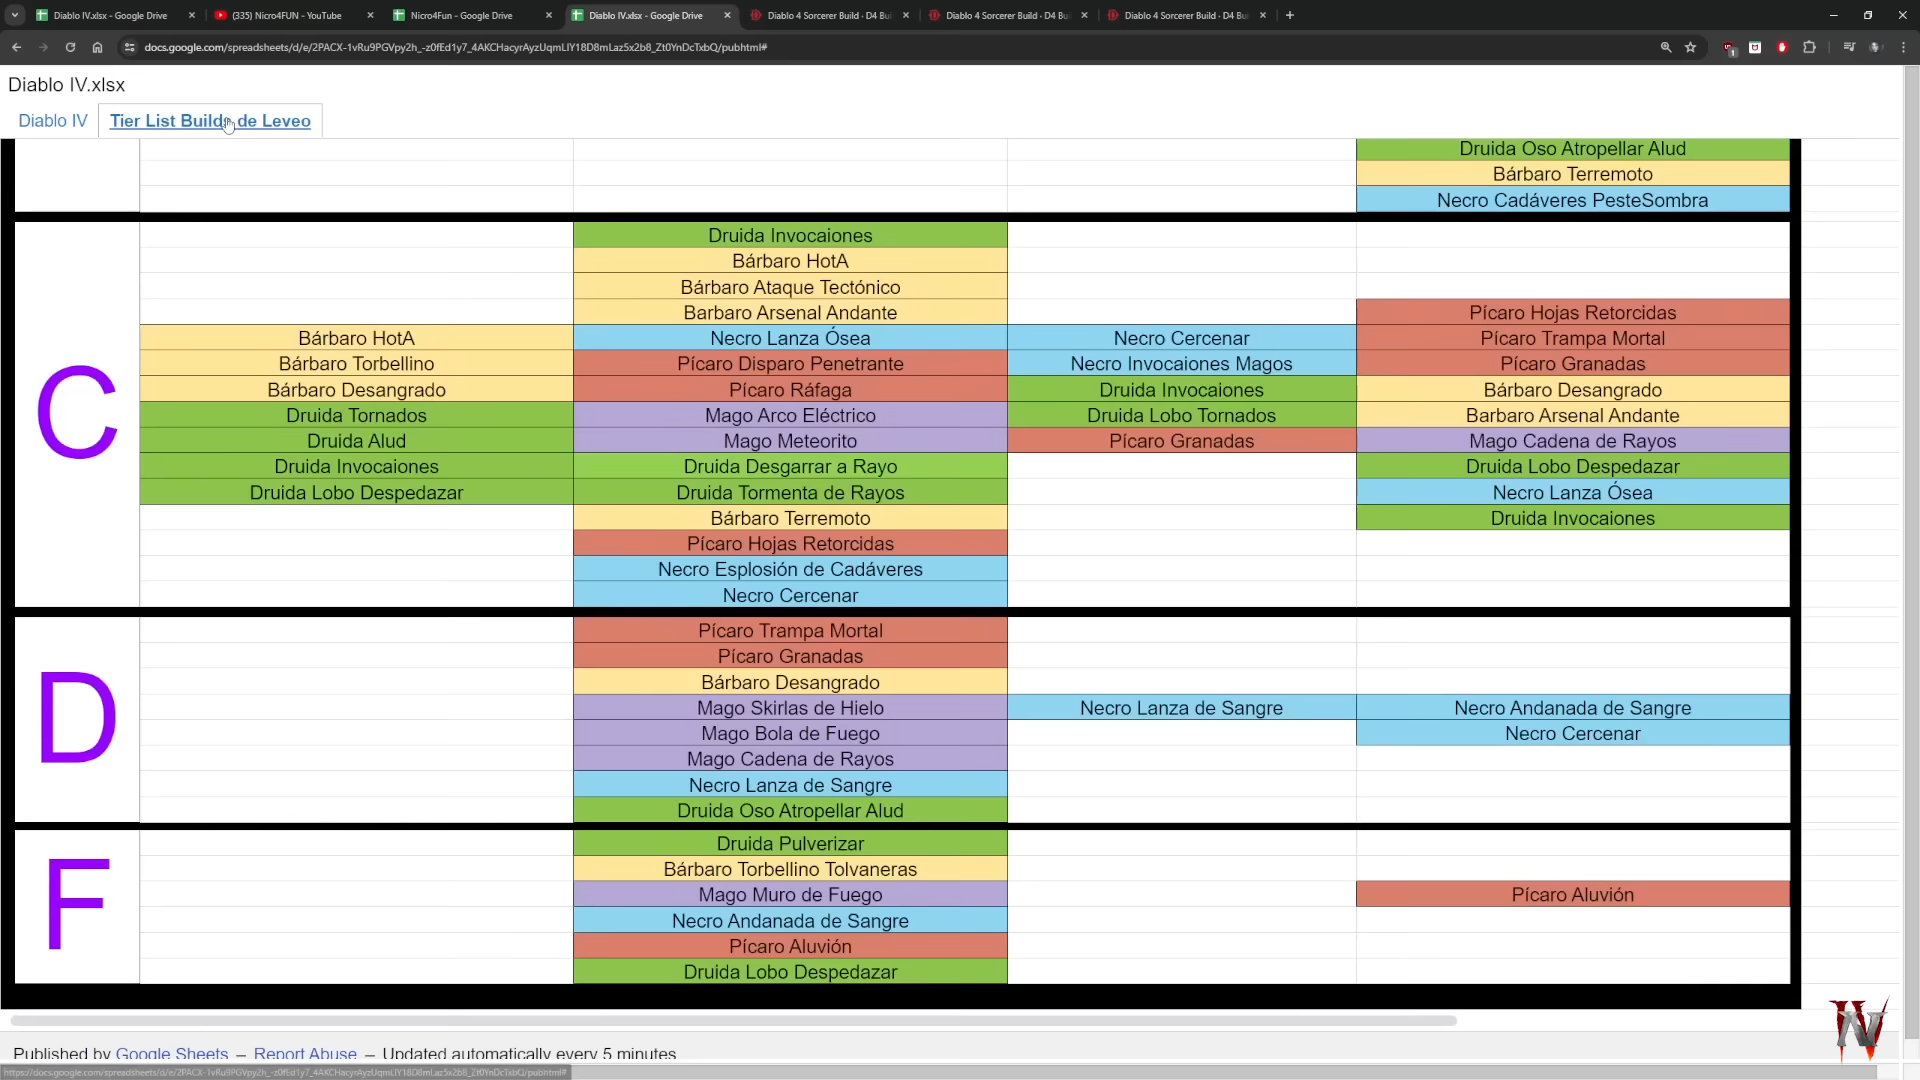 Diablo IV.xlsx - Google Drive
(335) Nicro4FUN - YouTube
Nicro4Fun - Google Drive
Diablo IV.xlsx - Google Drive
Diablo 4 Sorcerer Build - D4 Bu
Diablo 4 Sorcerer Build - D4 Bu
Diablo 4 Sorcerer Build - D4 Bu
Diablo IV.xlsx
Diablo IV
Tier List Builds de Leveo
Druida Oso Atropellar Alud
Bárbaro Terremoto
Necro Cadáveres PesteSombra
C
Druida Invocaiones
Bárbaro HotA
Bárbaro Ataque Tectónico
Barbaro Arsenal Andante Pícaro Hojas Retorcidas
Bárbaro HotA Necro Lanza Ósea Necro Cercenar Pícaro Trampa Mortal
Bárbaro Torbellino Pícaro Disparo Penetrante Necro Invocaiones Magos Pícaro Granadas
Bárbaro Desangrado Pícaro Ráfaga Druida Invocaiones Bárbaro Desangrado
Druida Tornados Mago Arco Eléctrico Druida Lobo Tornados Barbaro Arsenal Andante
Druida Alud Mago Meteorito Pícaro Granadas Mago Cadena de Rayos
Druida Invocaiones Druida Desgarrar a Rayo Druida Lobo Despedazar
Druida Lobo Despedazar Druida Tormenta de Rayos Necro Lanza Ósea
Bárbaro Terremoto Druida Invocaiones
Pícaro Hojas Retorcidas
Necro Esplosión de Cadáveres
Necro Cercenar
D
Pícaro Trampa Mortal
Pícaro Granadas
Bárbaro Desangrado
Mago Skirlas de Hielo Necro Lanza de Sangre Necro Andanada de Sangre
Mago Bola de Fuego Necro Cercenar
Mago Cadena de Rayos
Necro Lanza de Sangre
Druida Oso Atropellar Alud
F
Druida Pulverizar
Bárbaro Torbellino Tolvaneras
Mago Muro de Fuego Pícaro Aluvión
Necro Andanada de Sangre
Pícaro Aluvión
Druida Lobo Despedazar
Published by Google Sheets – Report Abuse – Updated automatically every 5 minutes